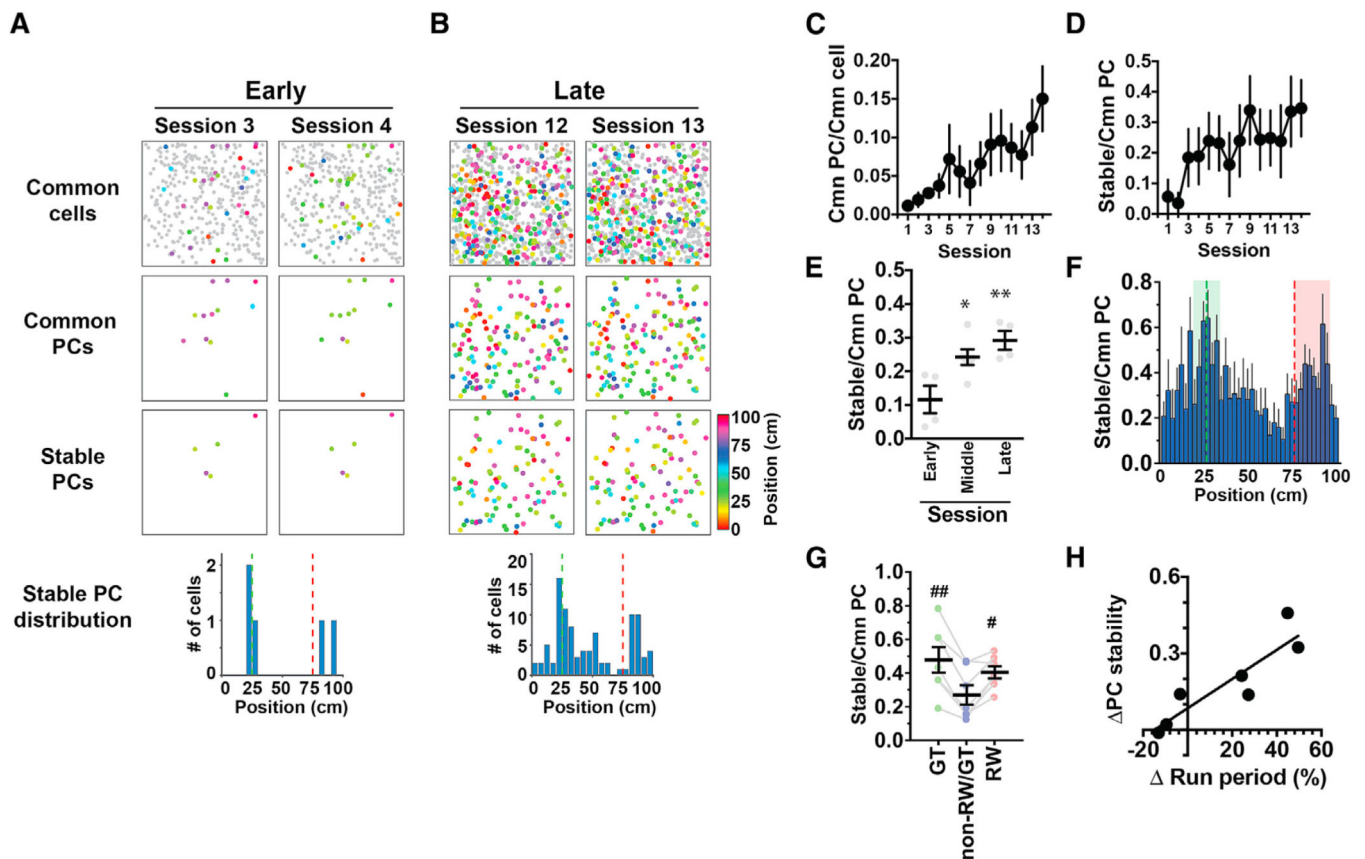 A
Early
Session 3 Session 4
Common
cells
Common
PCs
Stable
PCs
Stable PC
distribution
# of cells
2
1
0
0 25 50 75 100
Position (cm)
B
Late
Session 12 Session 13
100
75
50
25
0
Position (cm)
# of cells
20
15
10
5
0
0 25 50 75 100
Position (cm)
C
Cmn PC/Cmn cell
0.20
0.15
0.10
0.05
0.00
1 3 5 7 9 11 13
Session
D
Stable/Cmn PC
0.5
0.4
0.3
0.2
0.1
0.0
1 3 5 7 9 11 13
Session
E
Stable/Cmn PC
0.5
0.4
0.3
0.2
0.1
0.0
* **
Early Middle Late
Session
F
Stable/Cmn PC
0.8
0.6
0.4
0.2
0.0
0 25 50 75 100
Position (cm)
G
Stable/Cmn PC
1.0
0.8
0.6
0.4
0.2
0.0
## #
GT non-RW/GT RW
H
ΔPC stability
0.6
0.3
-20 20 40 60
Δ Run period (%)